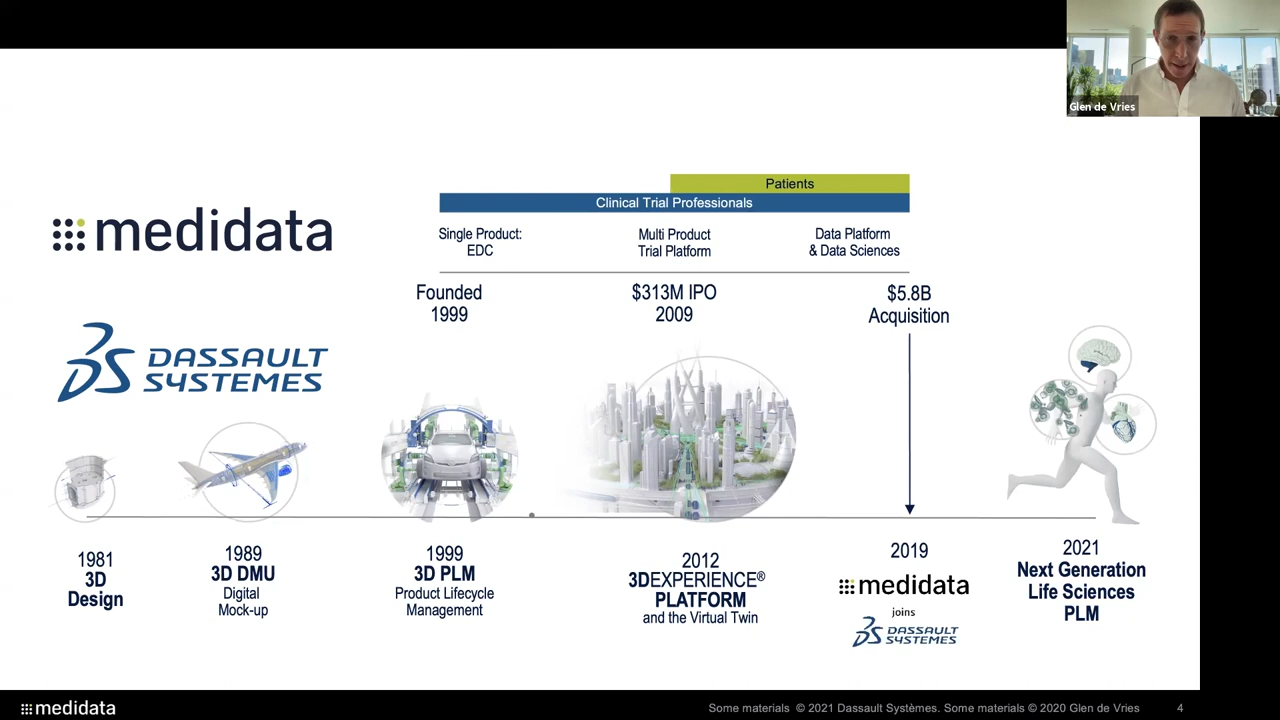 Glen de Vries
Patients
Clinical Trial Professionals
medidata
Single Product:
EDC
Multi Product
Trial Platform
Data Platform
& Data Sciences
Founded
1999
$313M IPO
2009
$5.8B
Acquisition
DASSAULT
SYSTEMES
1981
3D
Design
1989
3D DMU
Digital
Mock-up
1999
3D PLM
Product Lifecycle
Management
2012
3DEXPERIENCE®
PLATFORM
and the Virtual Twin
2019
medidata
joins
DASSAULT
SYSTEMES
2021
Next Generation
Life Sciences
PLM
medidata
Some materials © 2021 Dassault Systèmes. Some materials © 2020 Glen de Vries
4